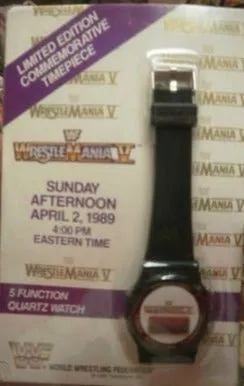 LIMITED EDITION
COMMEMORATIVE
TIMEPIECE
WRESTLEMANIA V
WRESTLEMANIA V
SUNDAY
AFTERNOON
APRIL 2, 1989
4:00 PM
EASTERN TIME
WRESTLEMANIA V
5 FUNCTION
QUARTZ WATCH
WORLD WRESTLING FEDERATION